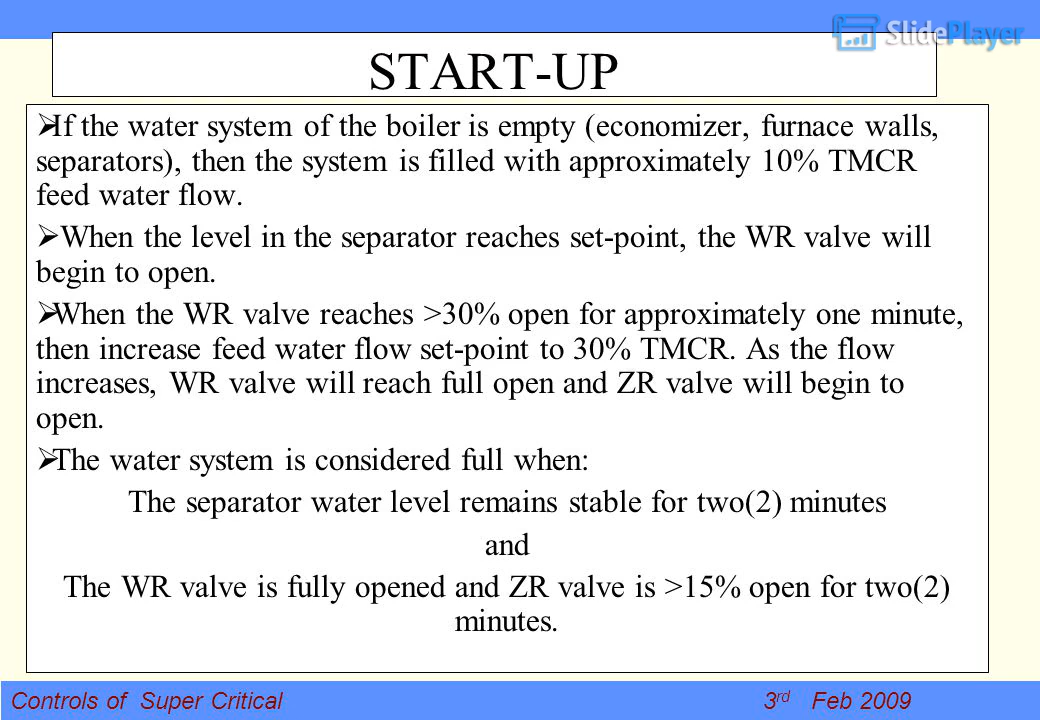 SlidePlayer
START-UP
➢If the water system of the boiler is empty (economizer, furnace walls,
separators), then the system is filled with approximately 10% TMCR
feed water flow.
➢ When the level in the separator reaches set-point, the WR valve will
begin to open.
➢When the WR valve reaches >30% open for approximately one minute,
then increase feed water flow set-point to 30% TMCR. As the flow
increases, WR valve will reach full open and ZR valve will begin to
open.
➢The water system is considered full when:
The separator water level remains stable for two(2) minutes
and
The WR valve is fully opened and ZR valve is >15% open for two(2)
minutes.
Controls of Super Critical 3rd Feb 2009